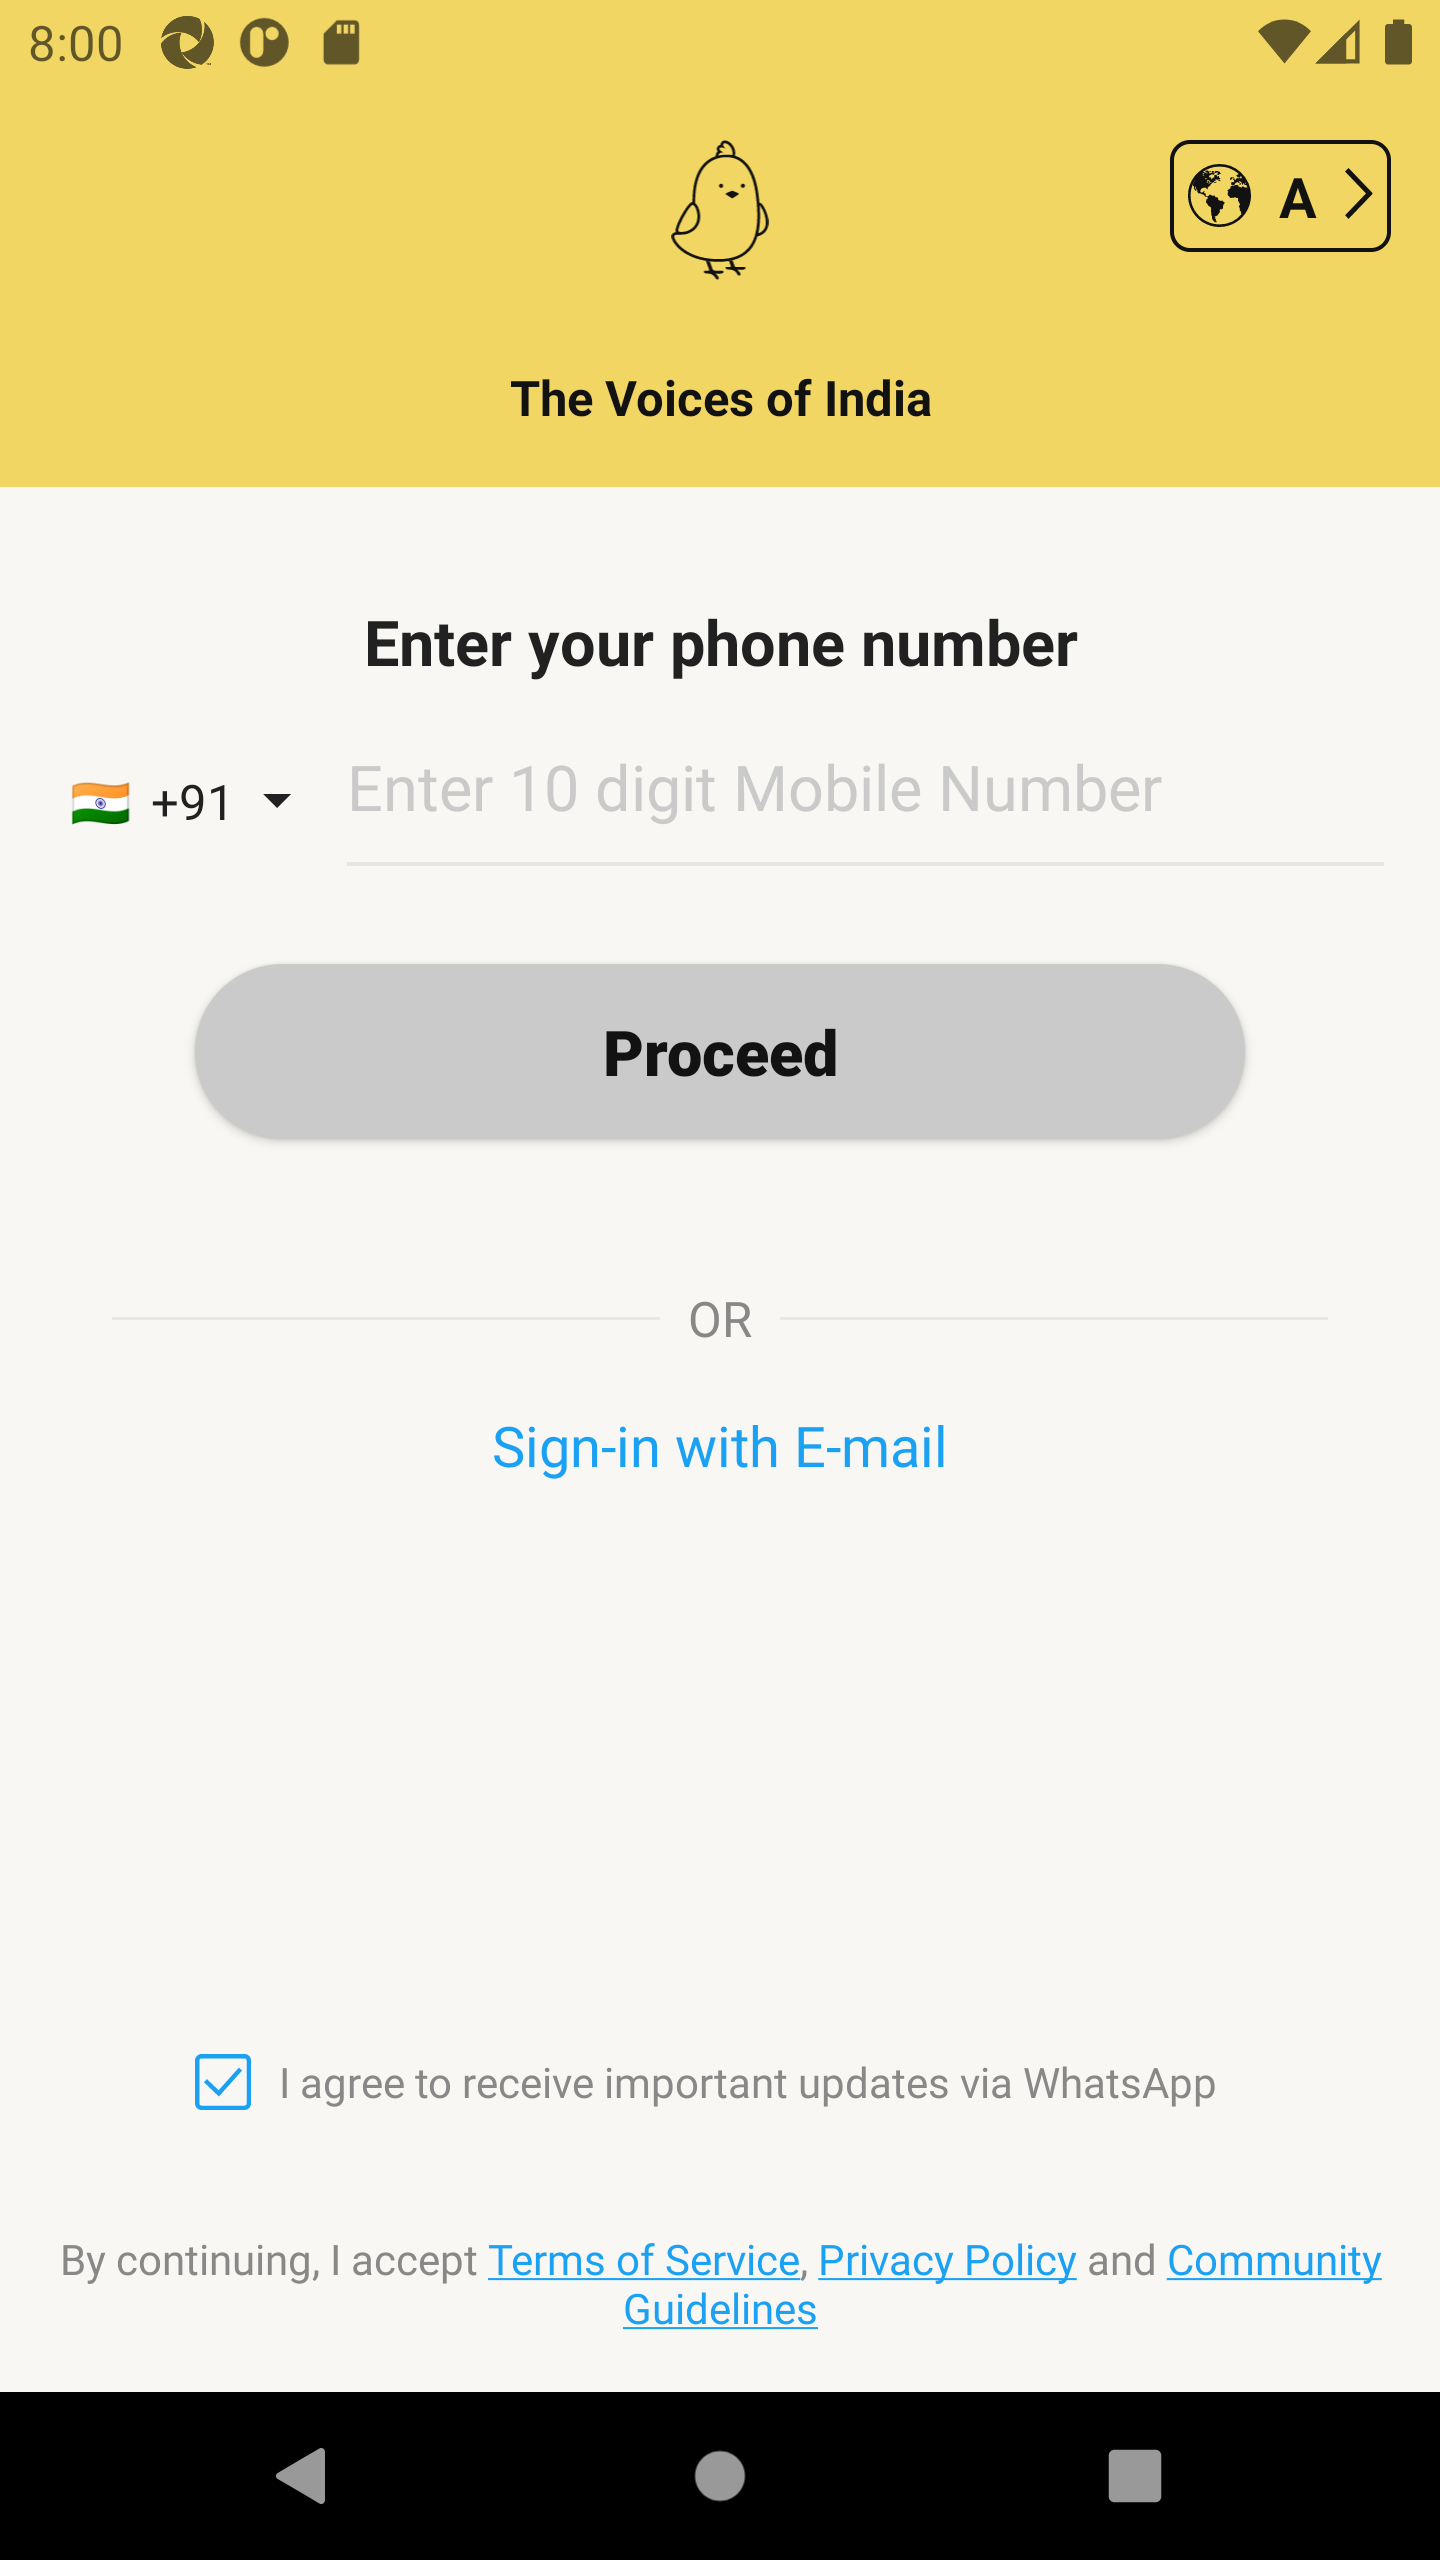 8:00
A
The Voices of India
Enter your phone number
+91
Enter 10 digit Mobile Number
Proceed
OR
Sign-in with E-mail
I agree to receive important updates via WhatsApp
By continuing, I accept Terms of Service, Privacy Policy and Community
Guidelines